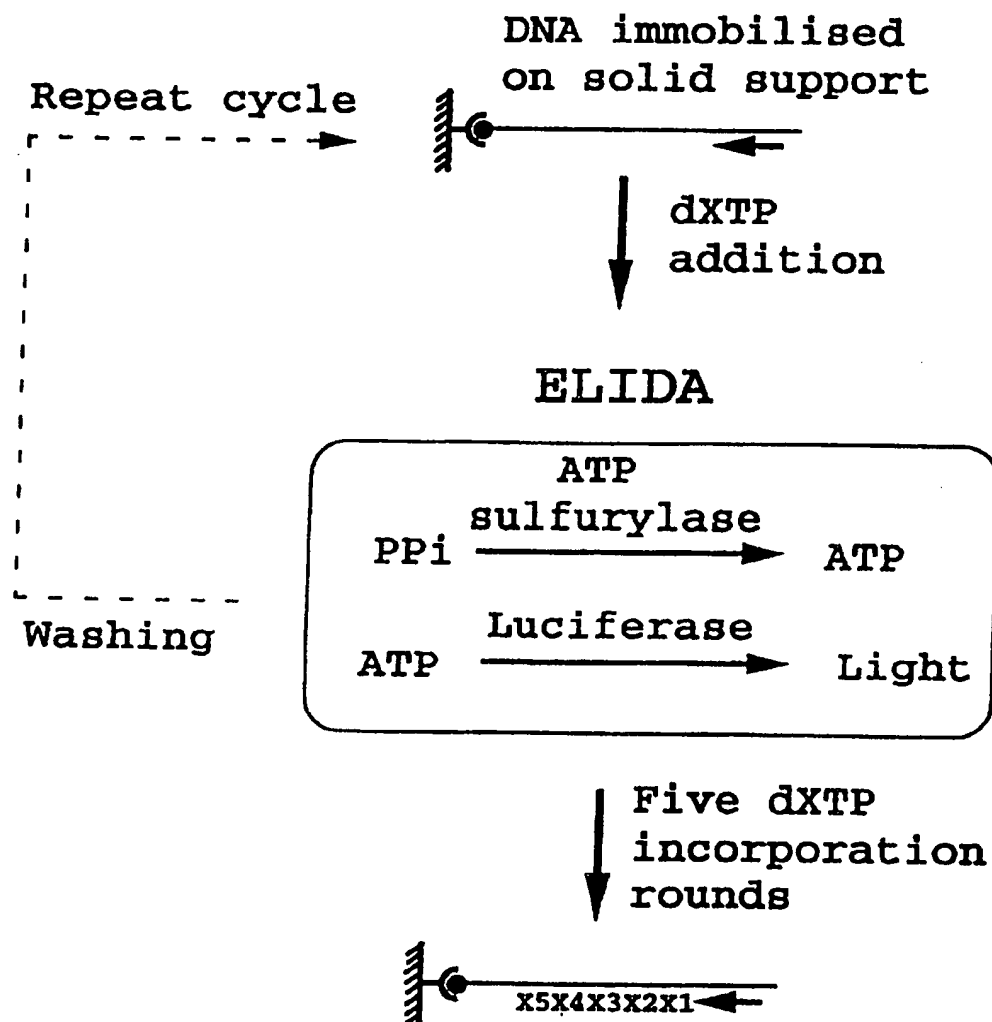 DNA immobilised
on solid support
Repeat cycle
dXTP
addition
ELIDA
ATP
sulfurylase
PPi
ATP
Washing
Luciferase
ATP
Light
Five dXTP
incorporation
rounds
X5X4X3X2X1